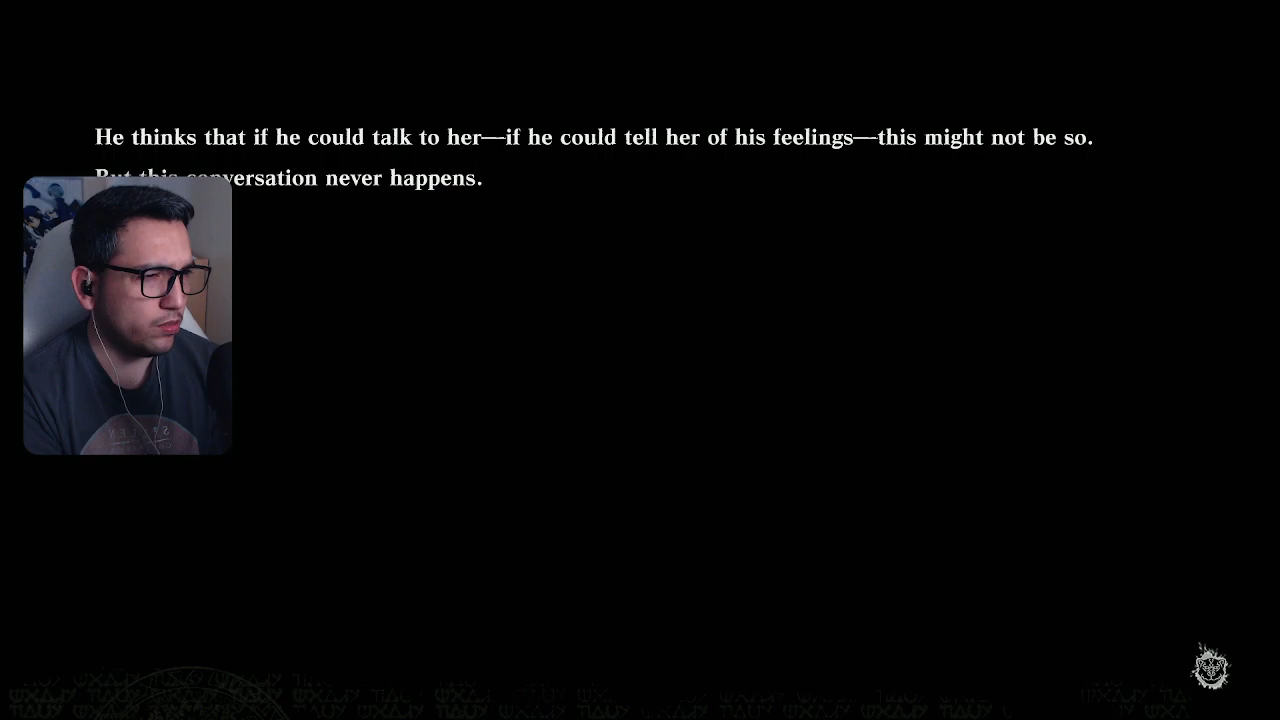 He thinks that if he could talk to her—if he could tell her of his feelings—this might not be so.
But this conversation never happens.